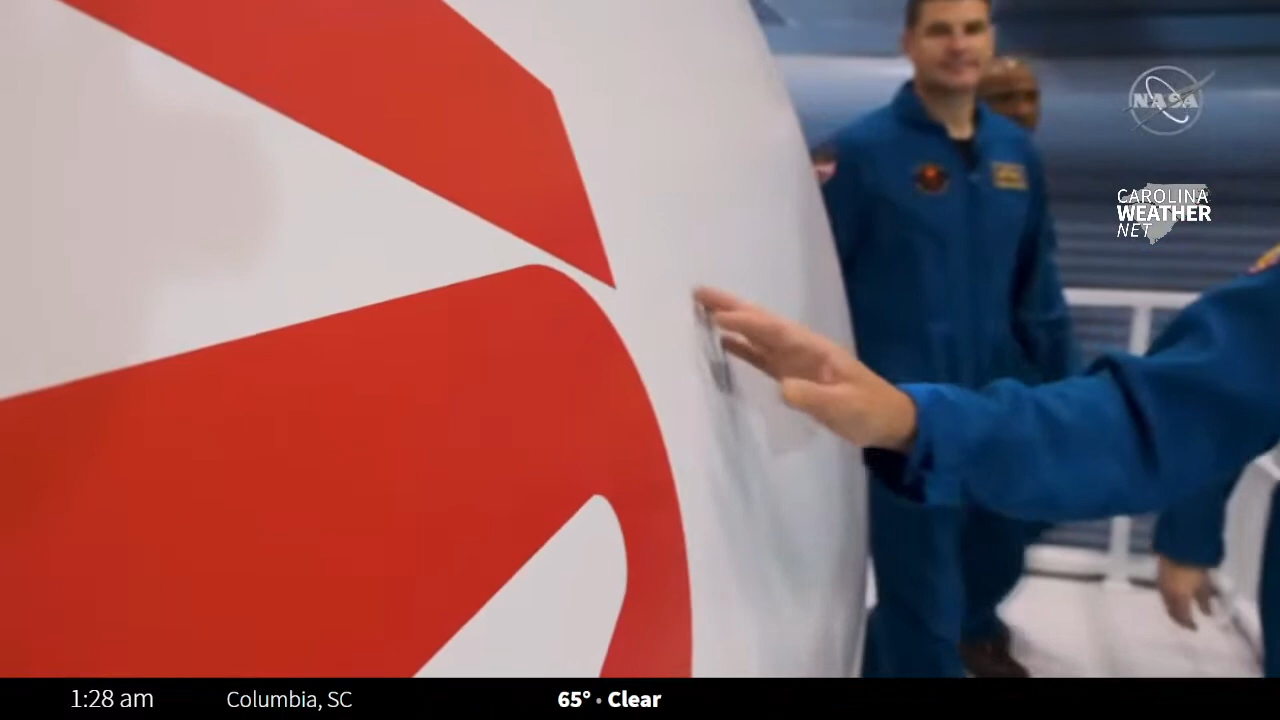 NASA
CAROLINA
WEATHER
NET
1:28 am
Columbia, SC
65° • Clear